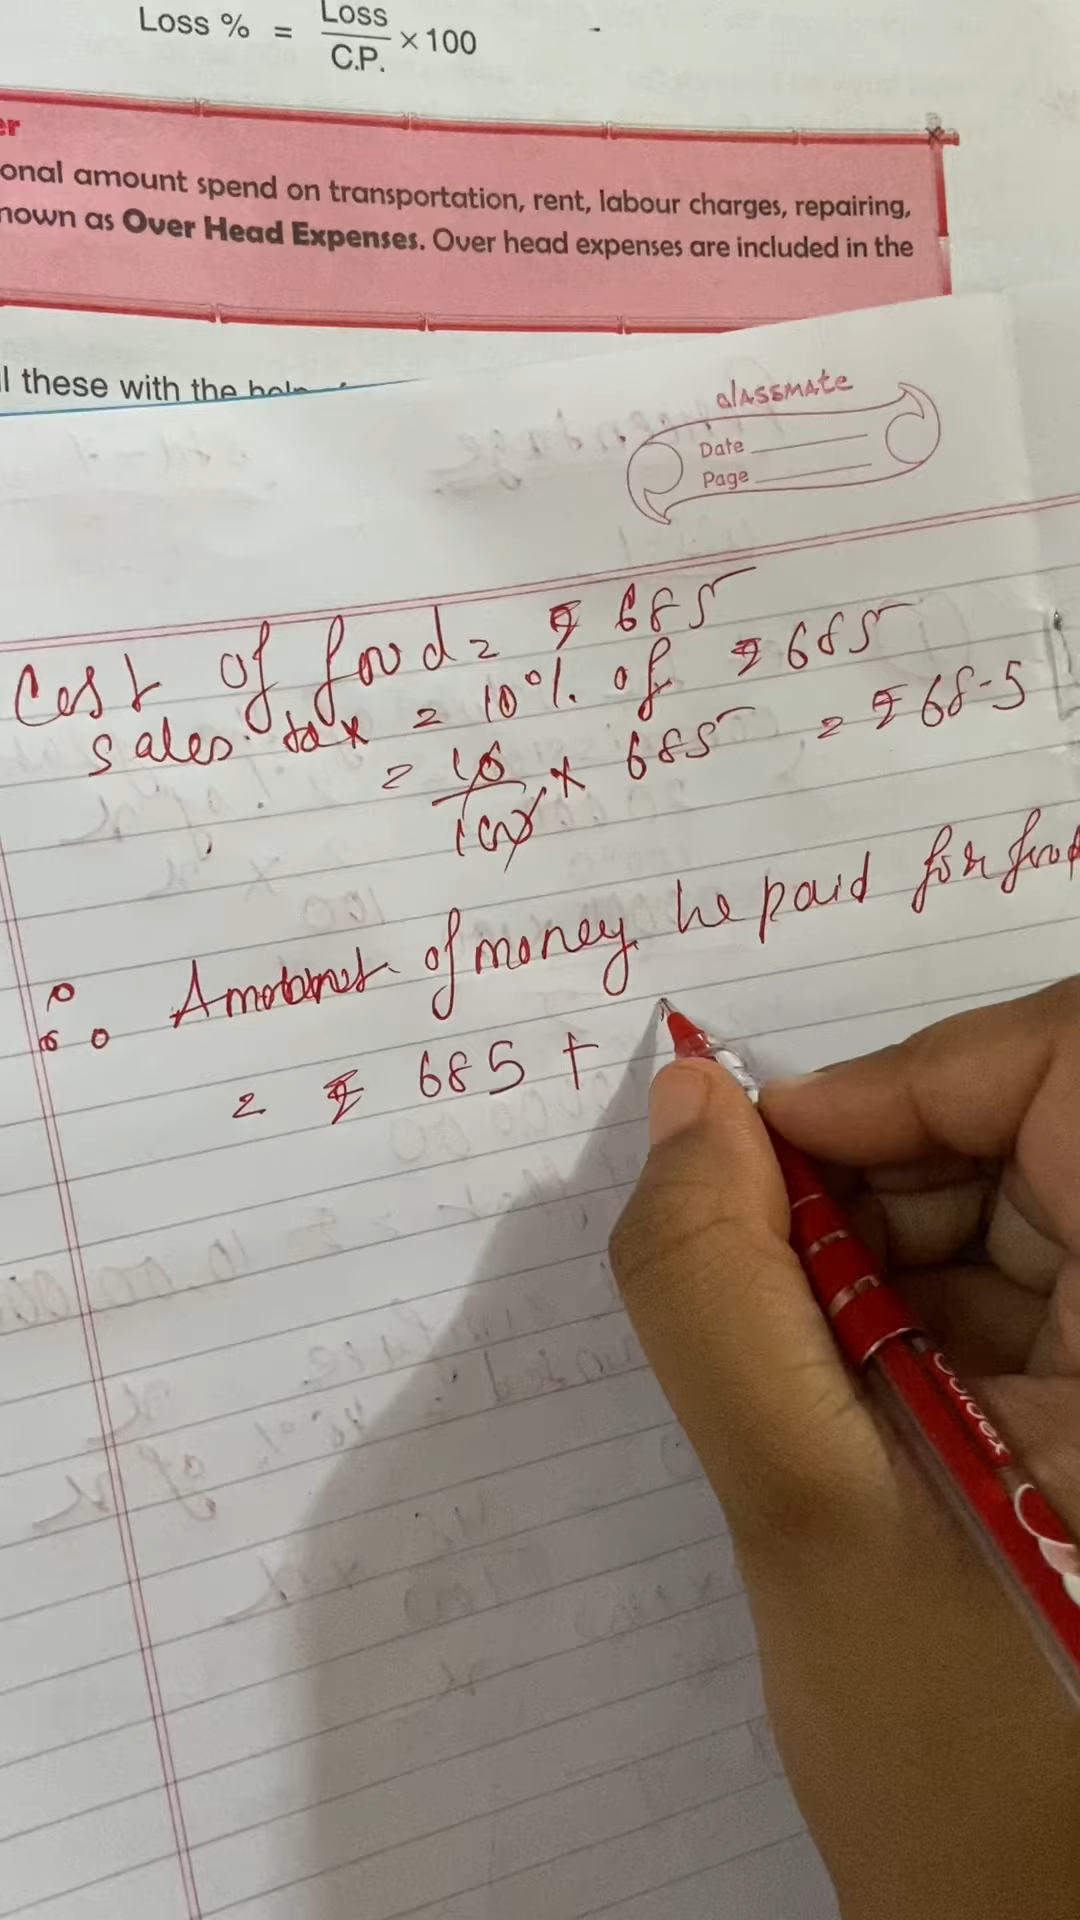 Loss % = Loss/C.P. × 100
er
onal amount spend on transportation, rent, labour charges, repairing,
nown as Over Head Expenses. Over head expenses are included in the
l these with the
classmate
Date
Page
Cost of food = ₹ 685
sales tax = 10% of ₹ 685
= 10/100 × 685 = ₹ 68.5
∴ Amount of money he paid for food
= ₹ 685 +
Goldex